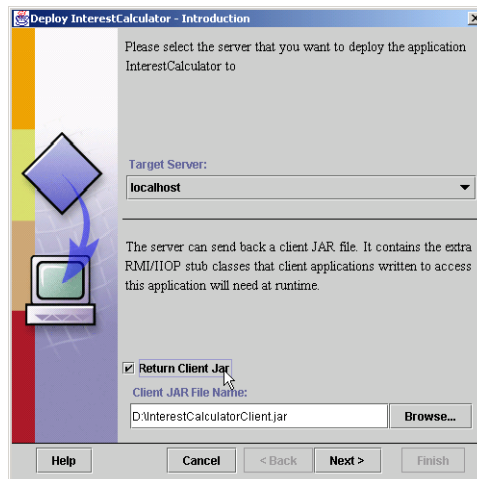 Deploy InterestCalculator - Introduction
Please select the server that you want to deploy the application
InterestCalculator to
Target Server:
localhost
The server can send back a client JAR file. It contains the extra
RMI/IIOP stub classes that client applications written to access
this application will need at runtime.
Return Client Jar
Client JAR File Name:
D:\InterestCalculatorClient.jar
Browse...
Help
Cancel
< Back
Next >
Finish